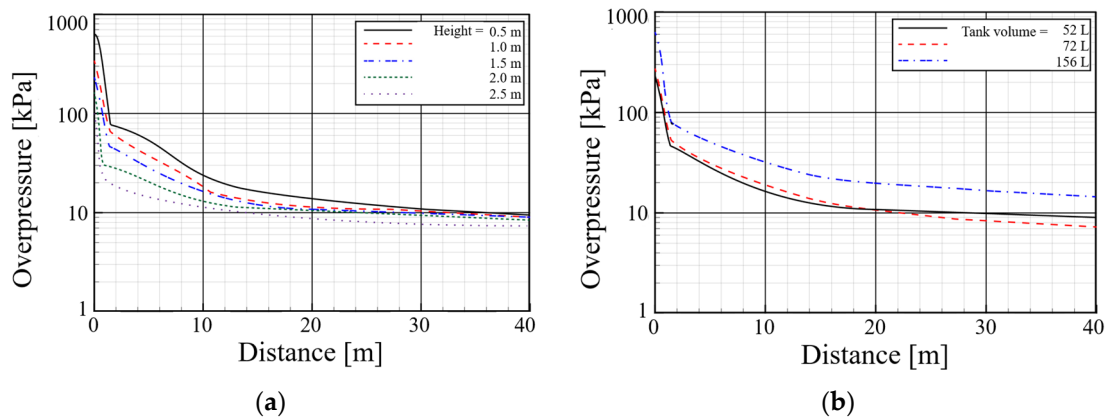 1000
100
10
1
Overpressure [kPa]
Height = 0.5 m
1.0 m
1.5 m
2.0 m
2.5 m
0 10 20 30 40
Distance [m]
(a)
1000
100
10
1
Overpressure [kPa]
Tank volume = 52 L
72 L
156 L
0 10 20 30 40
Distance [m]
(b)